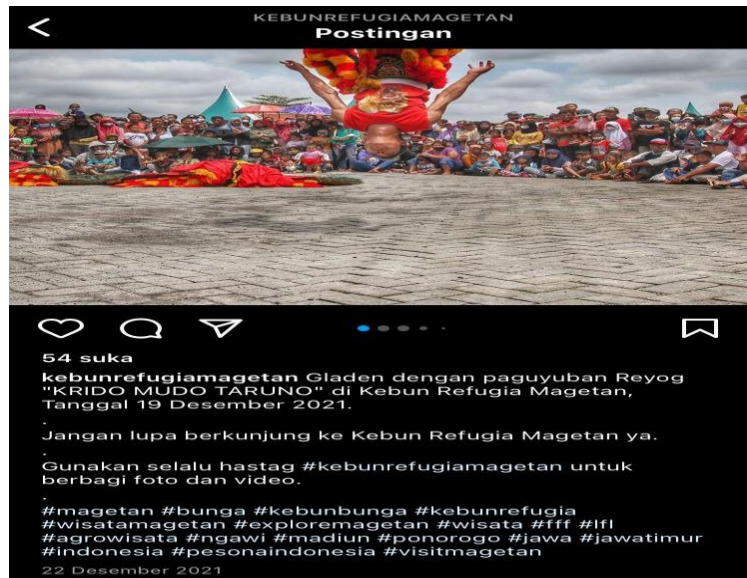 KEBUNREFUGIAMAGETAN
Postingan
54 suka
kebunrefugiamagetan Gladen dengan paguyuban Reyog
"KRIDO MUDO TARUNO" di Kebun Refugia Magetan,
Tanggal 19 Desember 2021.
.
Jangan lupa berkunjung ke Kebun Refugia Magetan ya.
.
Gunakan selalu hastag #kebunrefugiamagetan untuk
berbagi foto dan video.
.
#magetan #bunga #kebunbunga #kebunrefugia
#wisatamagetan #exploremagetan #wisata #fff #lfl
#agrowisata #ngawi #madiun #ponorogo #jawa #jawatimur
#indonesia #pesonaindonesia #visitmagetan
22 Desember 2021